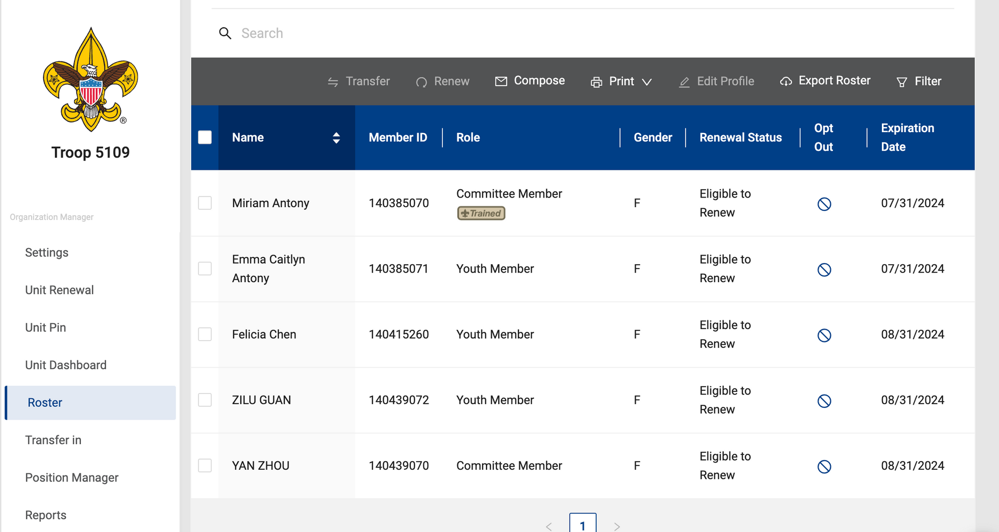 Search
Transfer Renew Compose Print Edit Profile Export Roster Filter
®
Troop 5109
Organization Manager
Settings
Unit Renewal
Unit Pin
Unit Dashboard
Roster
Transfer in
Position Manager
Reports
Name Member ID Role Gender Renewal Status Opt Out Expiration Date
Miriam Antony 140385070 Committee Member Trained F Eligible to Renew 07/31/2024
Emma Caitlyn Antony 140385071 Youth Member F Eligible to Renew 07/31/2024
Felicia Chen 140415260 Youth Member F Eligible to Renew 08/31/2024
ZILU GUAN 140439072 Youth Member F Eligible to Renew 08/31/2024
YAN ZHOU 140439070 Committee Member F Eligible to Renew 08/31/2024
< 1 >